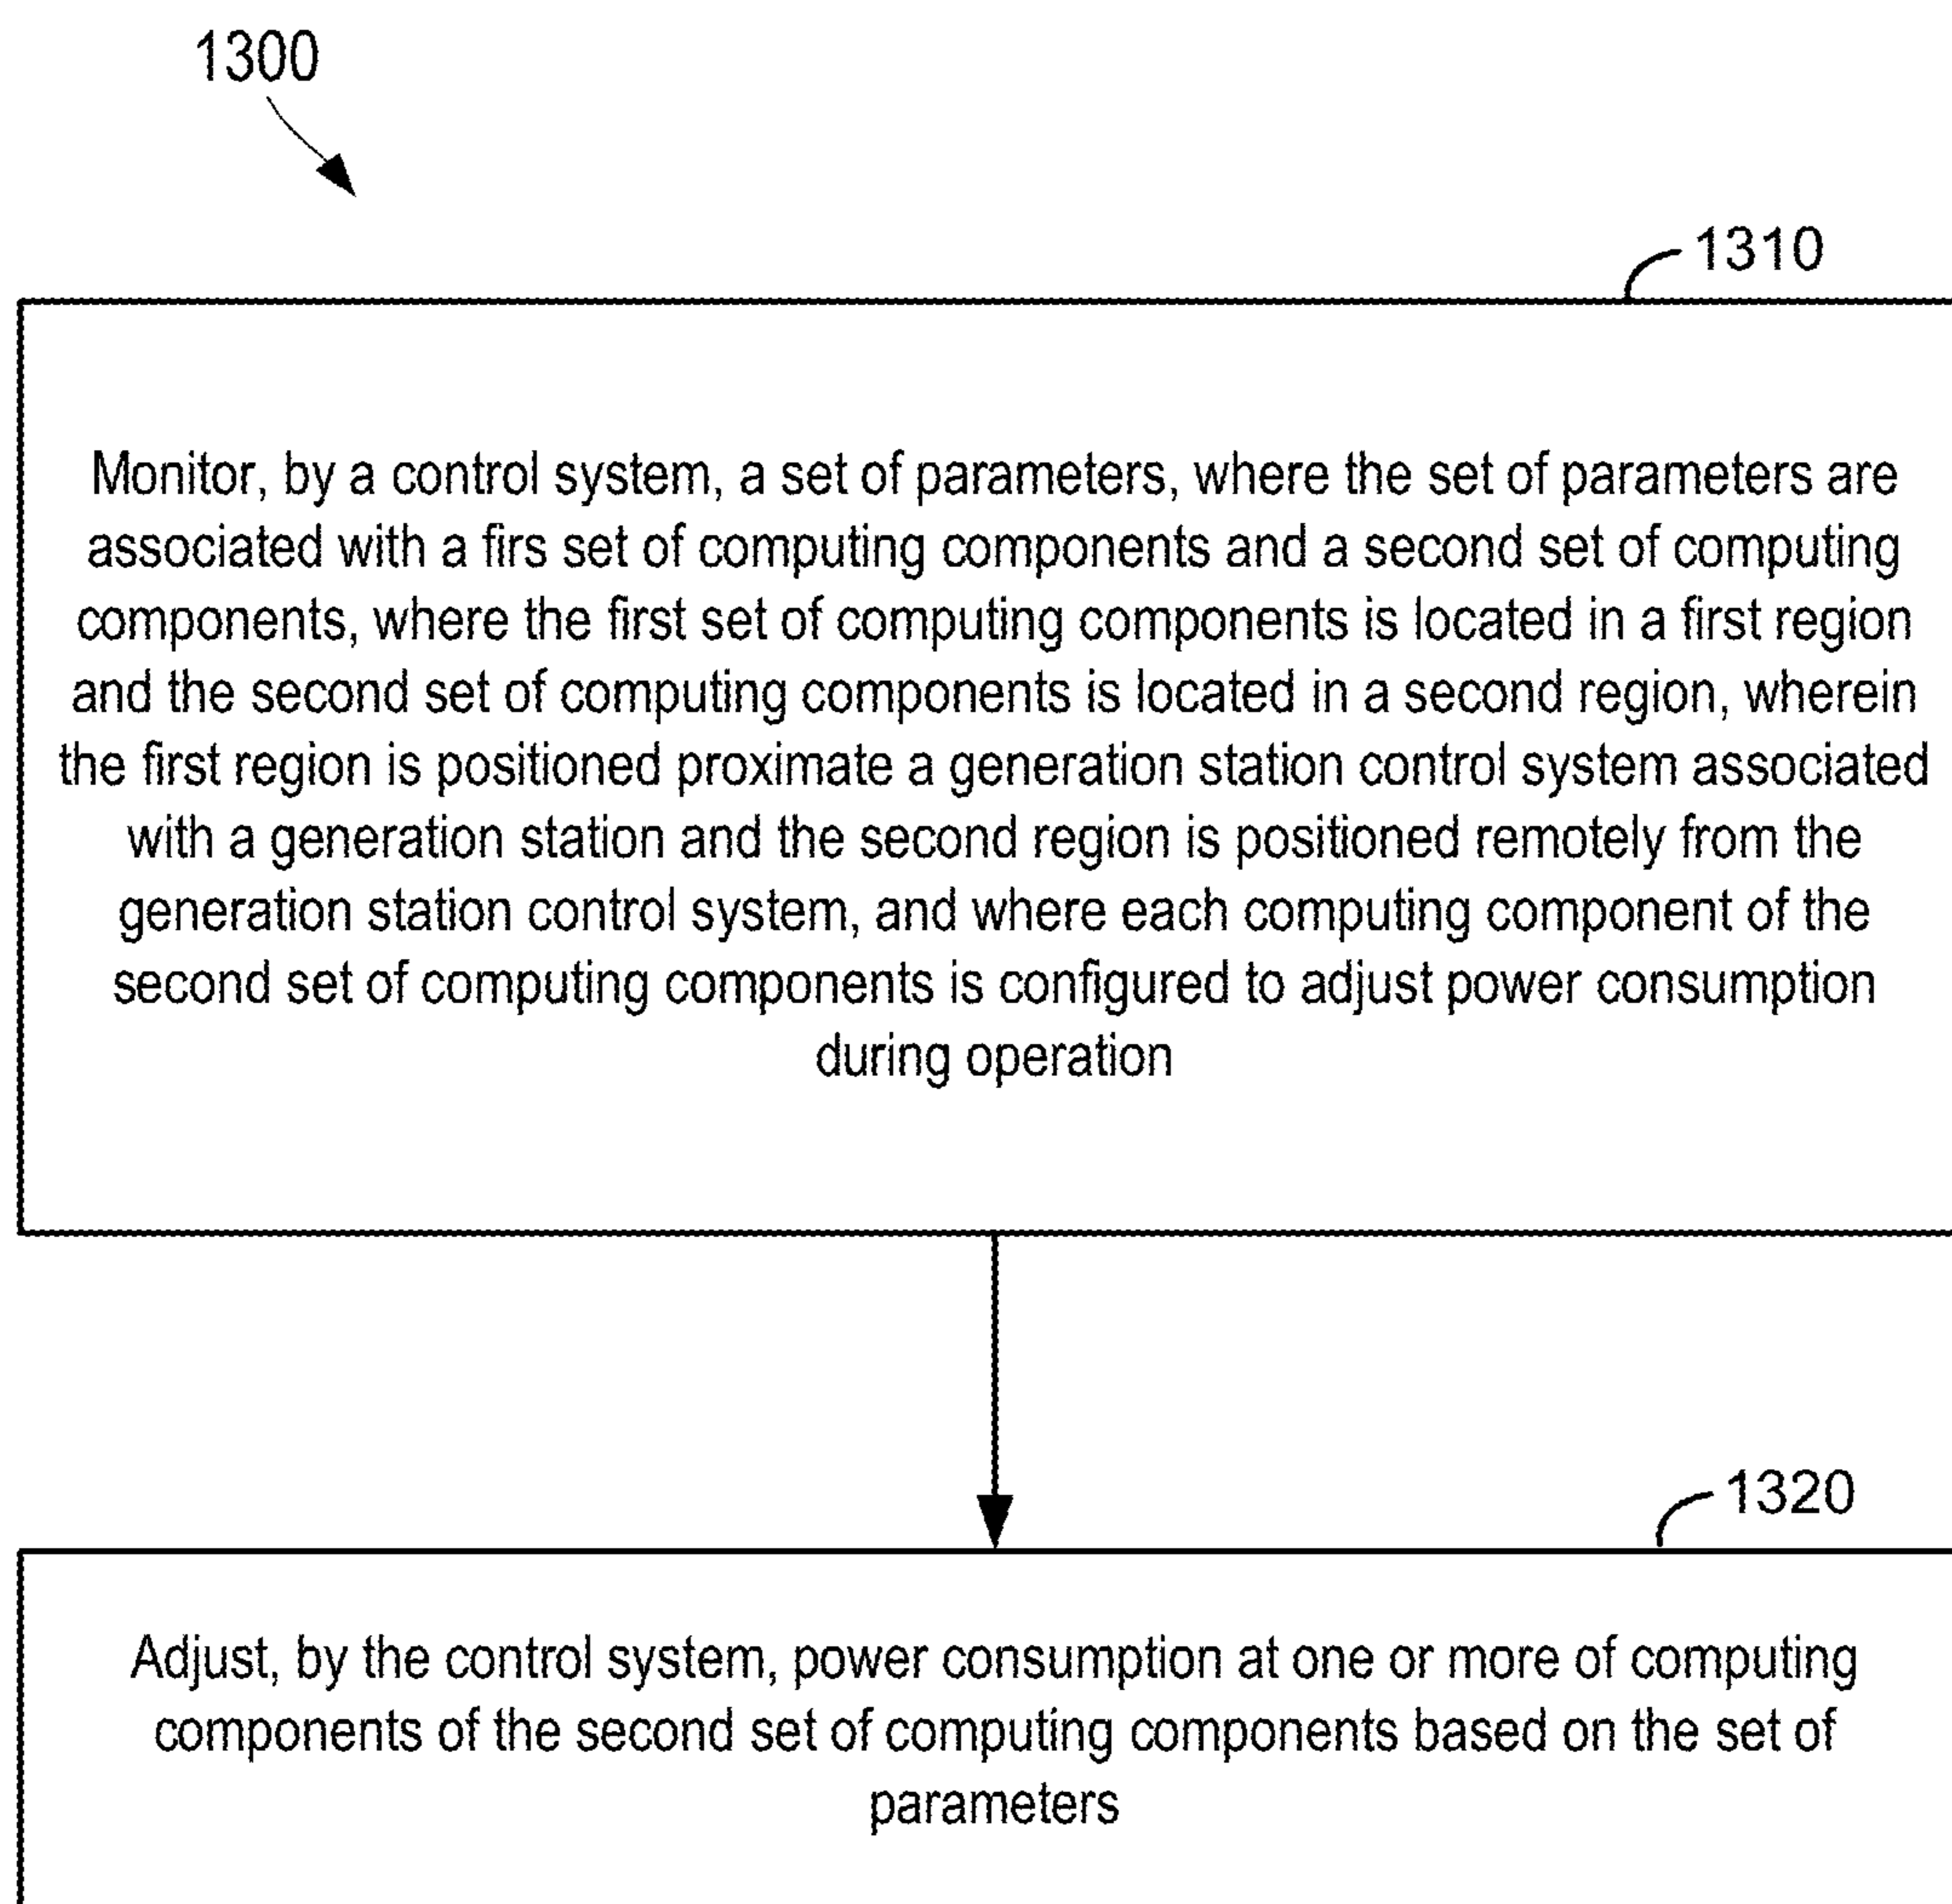 1300
1310
Monitor, by a control system, a set of parameters, where the set of parameters are
associated with a firs set of computing components and a second set of computing
components, where the first set of computing components is located in a first region
and the second set of computing components is located in a second region, wherein
the first region is positioned proximate a generation station control system associated
with a generation station and the second region is positioned remotely from the
generation station control system, and where each computing component of the
second set of computing components is configured to adjust power consumption
during operation
1320
Adjust, by the control system, power consumption at one or more of computing
components of the second set of computing components based on the set of
parameters